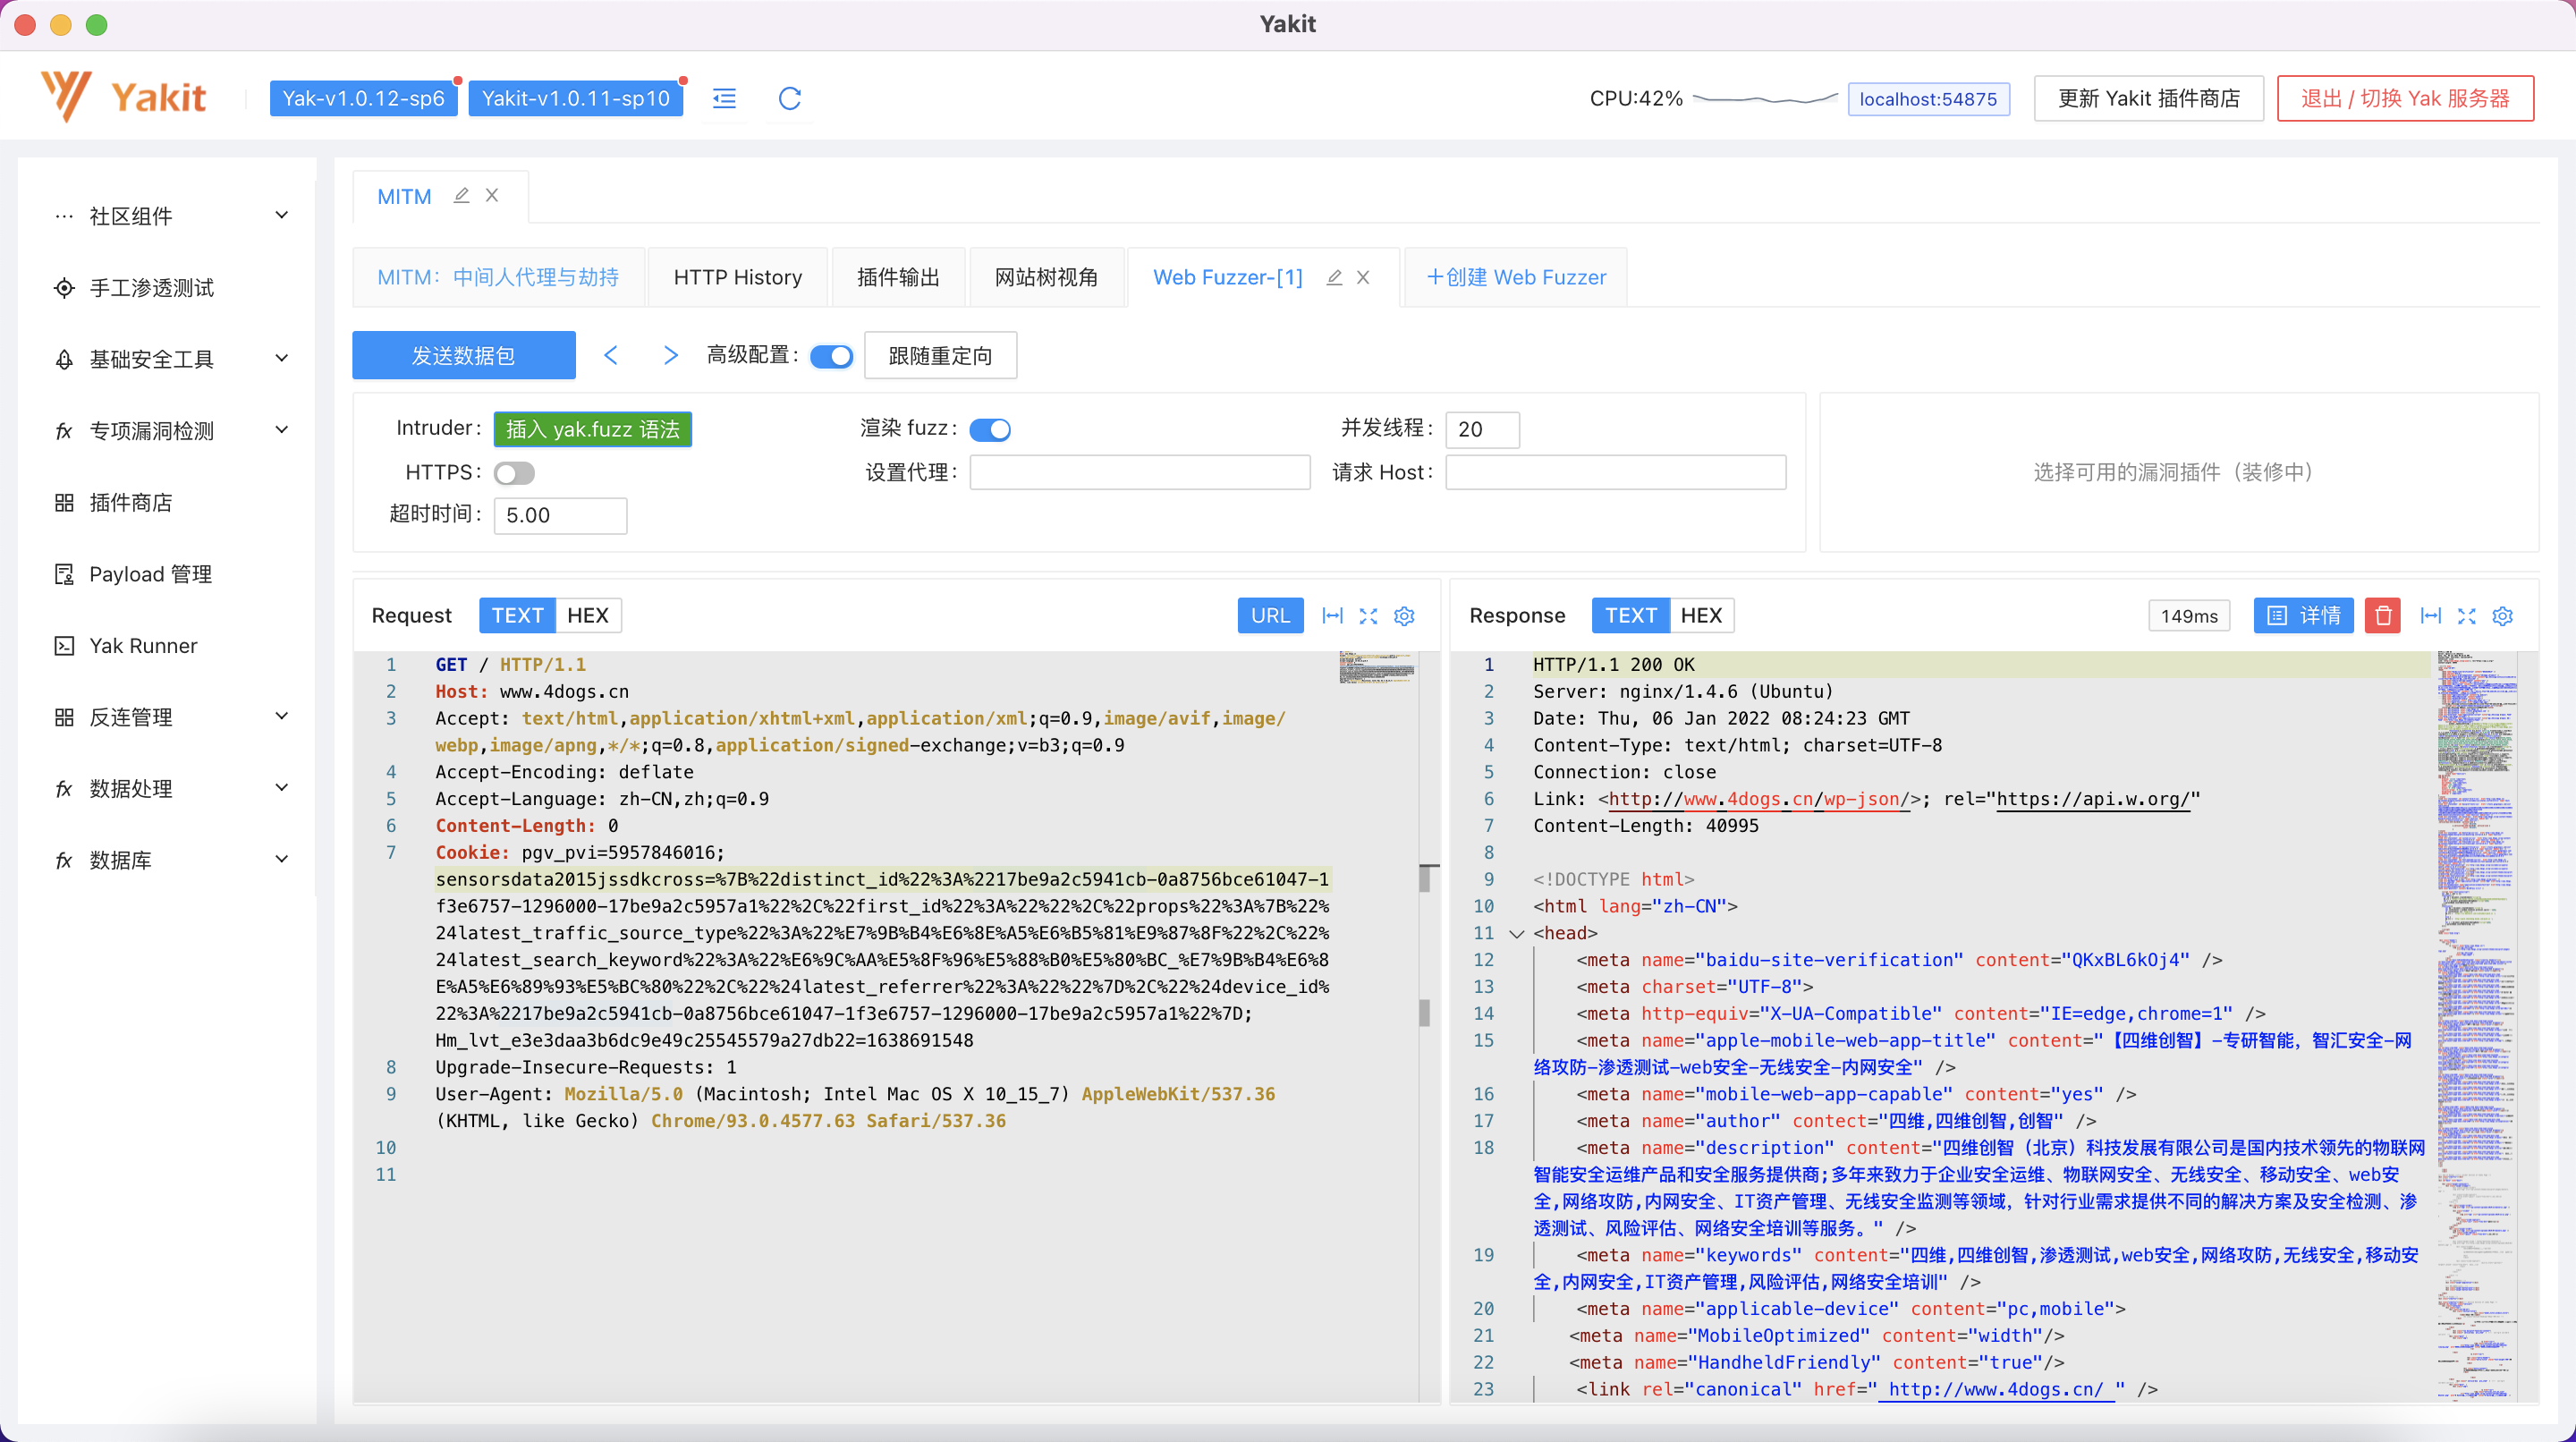 Yakit
Yakit
Yak-v1.0.12-sp6
Yakit-v1.0.11-sp10
CPU:42%
localhost:54875
更新 Yakit 插件商店
退出 / 切换 Yak 服务器
社区组件
手工渗透测试
基础安全工具
专项漏洞检测
插件商店
Payload 管理
Yak Runner
反连管理
数据处理
数据库
MITM
MITM：中间人代理与劫持
HTTP History
插件输出
网站树视角
Web Fuzzer-[1]
+创建 Web Fuzzer
发送数据包
高级配置：
跟随重定向
Intruder：
插入 yak.fuzz 语法
渲染 fuzz：
并发线程：
20
HTTPS：
设置代理：
请求 Host：
超时时间：
5.00
选择可用的漏洞插件（装修中）
Request
TEXT
HEX
URL
1 GET / HTTP/1.1
2 Host: www.4dogs.cn
3 Accept: text/html,application/xhtml+xml,application/xml;q=0.9,image/avif,image/
webp,image/apng,*/*;q=0.8,application/signed-exchange;v=b3;q=0.9
4 Accept-Encoding: deflate
5 Accept-Language: zh-CN,zh;q=0.9
6 Content-Length: 0
7 Cookie: pgv_pvi=5957846016;
sensorsdata2015jssdkcross=%7B%22distinct_id%22%3A%2217be9a2c5941cb-0a8756bce61047-1
f3e6757-1296000-17be9a2c5957a1%22%2C%22first_id%22%3A%22%22%2C%22props%22%3A%7B%22%
24latest_traffic_source_type%22%3A%22%E7%9B%B4%E6%8E%A5%E6%B5%81%E9%87%8F%22%2C%22%
24latest_search_keyword%22%3A%22%E6%9C%AA%E5%8F%96%E5%88%B0%E5%80%BC_%E7%9B%B4%E6%8
E%A5%E6%89%93%E5%BC%80%22%2C%22%24latest_referrer%22%3A%22%22%7D%2C%22%24device_id%
22%3A%2217be9a2c5941cb-0a8756bce61047-1f3e6757-1296000-17be9a2c5957a1%22%7D;
Hm_lvt_e3e3daa3b6dc9e49c25545579a27db22=1638691548
8 Upgrade-Insecure-Requests: 1
9 User-Agent: Mozilla/5.0 (Macintosh; Intel Mac OS X 10_15_7) AppleWebKit/537.36
(KHTML, like Gecko) Chrome/93.0.4577.63 Safari/537.36
10
11
Response
TEXT
HEX
149ms
详情
1 HTTP/1.1 200 OK
2 Server: nginx/1.4.6 (Ubuntu)
3 Date: Thu, 06 Jan 2022 08:24:23 GMT
4 Content-Type: text/html; charset=UTF-8
5 Connection: close
6 Link: <http://www.4dogs.cn/wp-json/>; rel="https://api.w.org/"
7 Content-Length: 40995
8
9 <!DOCTYPE html>
10 <html lang="zh-CN">
11 <head>
12 <meta name="baidu-site-verification" content="QKxBL6kOj4" />
13 <meta charset="UTF-8">
14 <meta http-equiv="X-UA-Compatible" content="IE=edge,chrome=1" />
15 <meta name="apple-mobile-web-app-title" content="【四维创智】-专研智能，智汇安全-网
络攻防-渗透测试-web安全-无线安全-内网安全" />
16 <meta name="mobile-web-app-capable" content="yes" />
17 <meta name="author" contect="四维,四维创智,创智" />
18 <meta name="description" content="四维创智（北京）科技发展有限公司是国内技术领先的物联网
智能安全运维产品和安全服务提供商;多年来致力于企业安全运维、物联网安全、无线安全、移动安全、web安
全,网络攻防,内网安全、IT资产管理、无线安全监测等领域，针对行业需求提供不同的解决方案及安全检测、渗
透测试、风险评估、网络安全培训等服务。" />
19 <meta name="keywords" content="四维,四维创智,渗透测试,web安全,网络攻防,无线安全,移动安
全,内网安全,IT资产管理,风险评估,网络安全培训" />
20 <meta name="applicable-device" content="pc,mobile">
21 <meta name="MobileOptimized" content="width"/>
22 <meta name="HandheldFriendly" content="true"/>
23 <link rel="canonical" href=" http://www.4dogs.cn/ " />